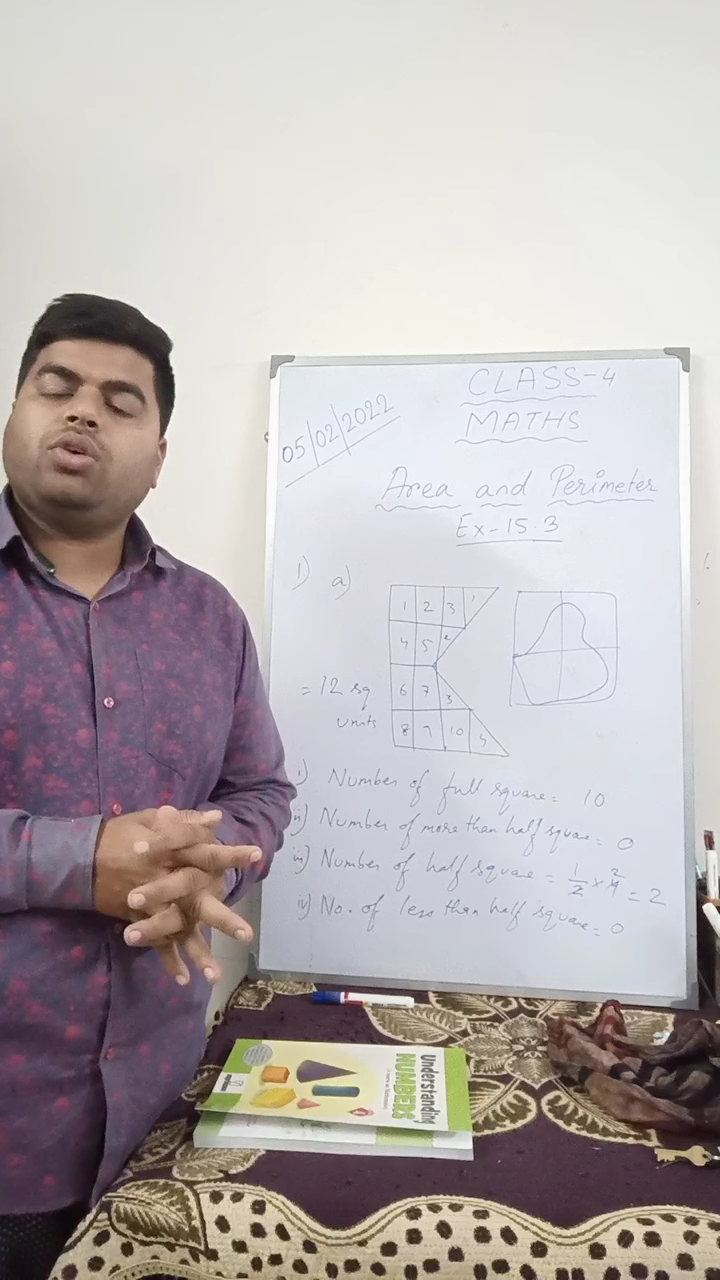 CLASS-4
MATHS
05/02/2022
Area and Perimeter
Ex-15.3
1) a)
1 2 3 1
4 5 2
6 7 3
8 9 10 4
= 12 sq
units
i) Number of full square = 10
ii) Number of more than half square = 0
iii) Number of half square = 1/2 × 4 2 = 2
iv) No. of less than half square = 0
Understanding
NUMBERS